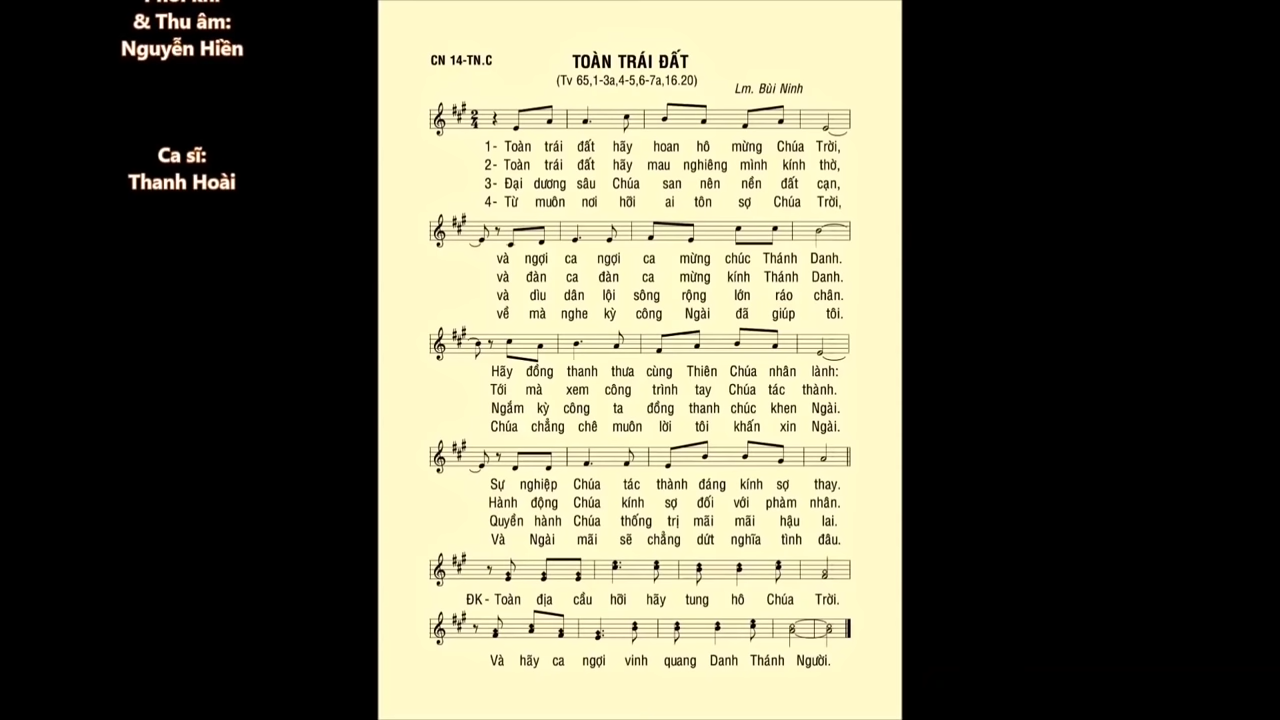 & Thu âm:
Nguyễn Hiền
Ca sĩ:
Thanh Hoài
CN 14-TN.C
TOÀN TRÁI ĐẤT
(Tv 65,1-3a,4-5,6-7a,16.20)
Lm. Bùi Ninh
1- Toàn trái đất hãy hoan hô mừng Chúa Trời,
2- Toàn trái đất hãy mau nghiêng mình kính thờ,
3- Đại dương sâu Chúa san nên nền đất cạn,
4- Từ muôn nơi hỡi ai tôn sợ Chúa Trời,
và ngợi ca ngợi ca mừng chúc Thánh Danh.
và đàn ca đàn ca mừng kính Thánh Danh.
và dìu dân lội sông rộng lớn ráo chân.
về mà nghe kỳ công Ngài đã giúp tôi.
Hãy đồng thanh thưa cùng Thiên Chúa nhân lành:
Tới mà xem công trình tay Chúa tác thành.
Ngắm kỳ công ta đồng thanh chúc khen Ngài.
Chúa chẳng chê muôn lời tôi khấn xin Ngài.
Sự nghiệp Chúa tác thành đáng kính sợ thay.
Hành động Chúa kính sợ đối với phàm nhân.
Quyền hành Chúa thống trị mãi mãi hậu lai.
Và Ngài mãi sẽ chẳng dứt nghĩa tình đâu.
ĐK- Toàn địa cầu hỡi hãy tung hô Chúa Trời.
Và hãy ca ngợi vinh quang Danh Thánh Người.